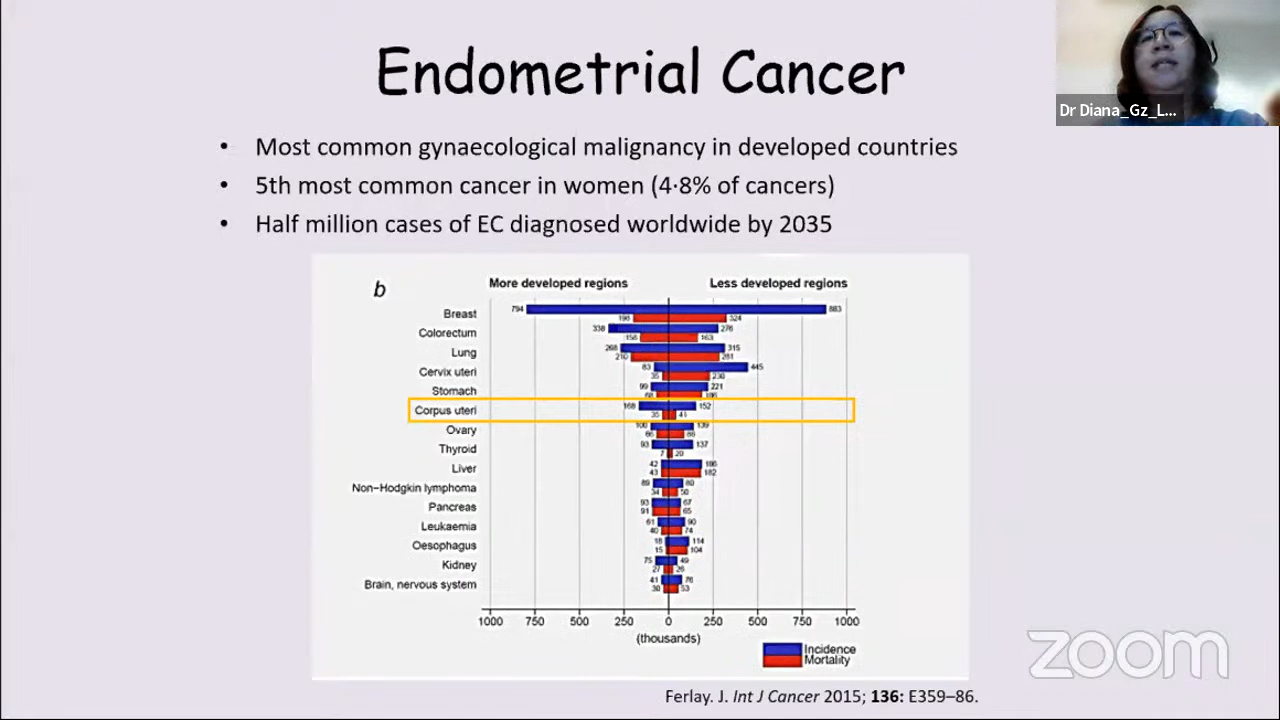 Endometrial Cancer
Dr Diana_Gz_L...
• Most common gynaecological malignancy in developed countries
• 5th most common cancer in women (4·8% of cancers)
• Half million cases of EC diagnosed worldwide by 2035
b
More developed regions Less developed regions
Breast 794 883
198 324
Colorectum 338 276
156 163
Lung 268 315
210 281
Cervix uteri 83 445
35 230
Stomach 99 221
68 186
Corpus uteri 168 152
35 41
Ovary 100 139
66 86
Thyroid 93 137
7 20
Liver 42 186
43 182
Non-Hodgkin lymphoma 89 80
34 50
Pancreas 93 67
91 65
Leukaemia 61 90
40 74
Oesophagus 18 114
15 104
Kidney 75 49
27 26
Brain, nervous system 41 76
30 53
1000 750 500 250 0 250 500 750 1000
(thousands)
Incidence
Mortality
zoom
Ferlay. J. Int J Cancer 2015; 136: E359–86.